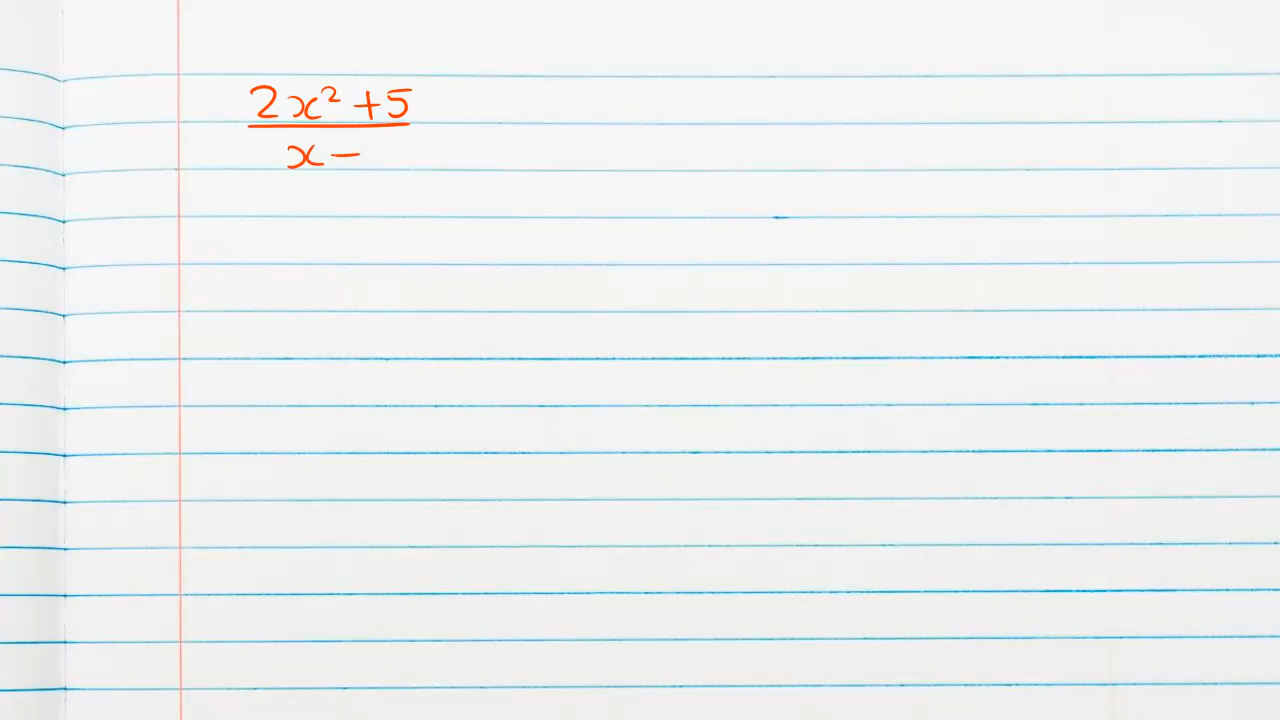 2x² + 5
x –